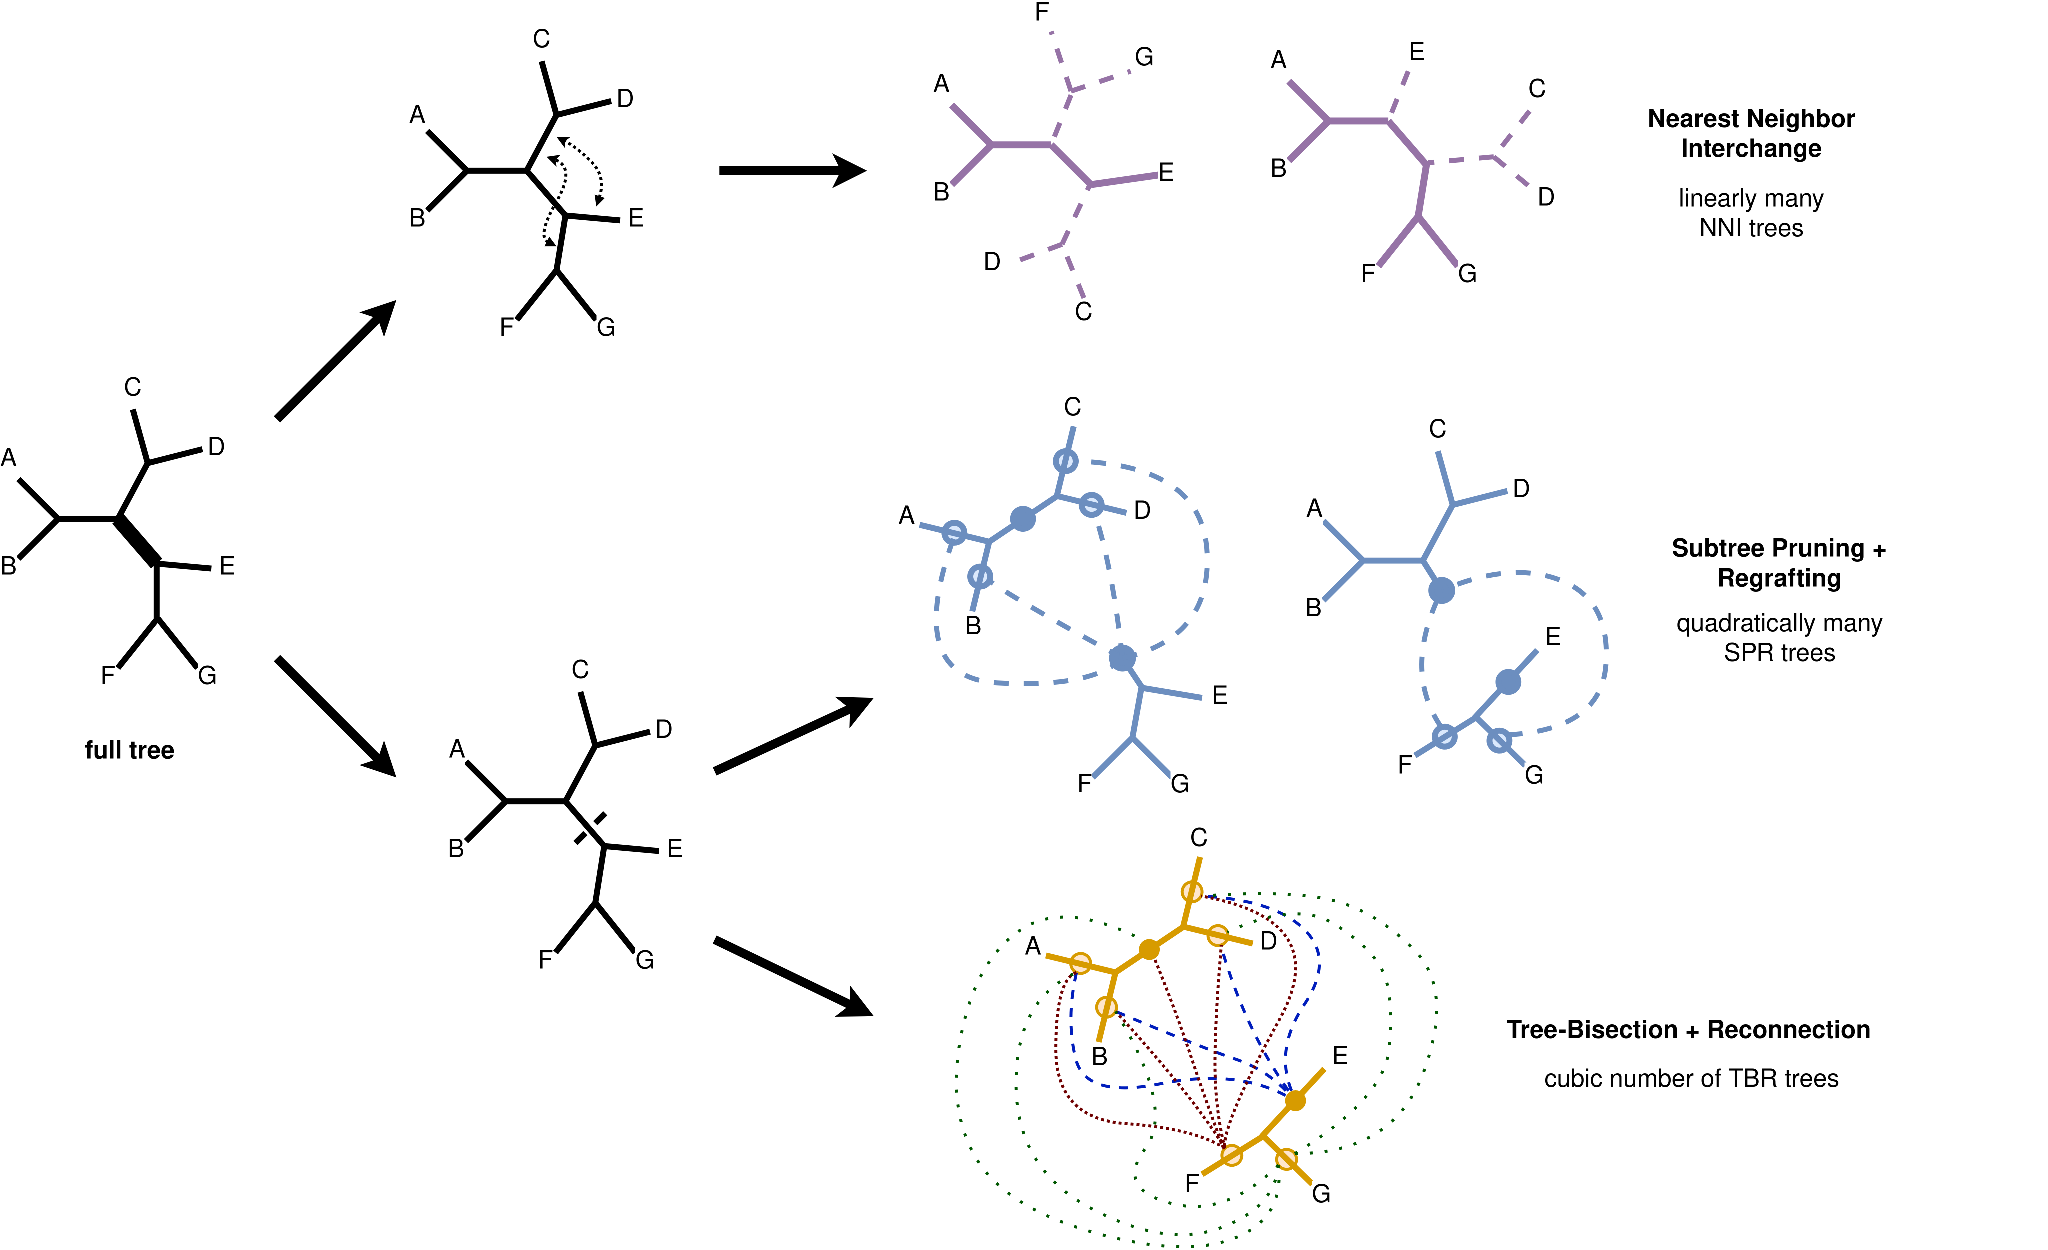 C
D
A
B
E
F
G
full tree
C
D
A
B
E
F
G
F
G
A
B
E
D
C
E
A
C
B
D
F
G
Nearest Neighbor
Interchange
linearly many
NNI trees
C
D
A
B
E
F
G
C
A
D
B
E
F
G
C
D
A
B
E
F
G
Subtree Pruning +
Regrafting
quadratically many
SPR trees
C
A
D
B
E
F
G
Tree-Bisection + Reconnection
cubic number of TBR trees